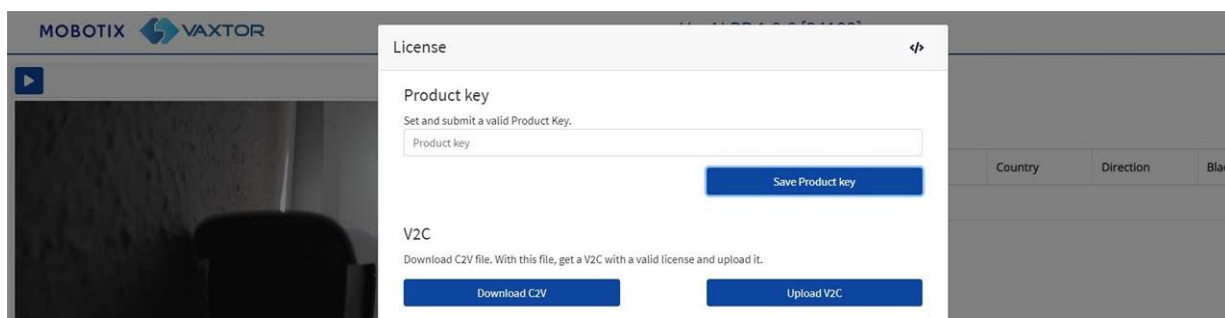 MOBOTIX VAXTOR
License </>
Product key
Set and submit a valid Product Key.
Product key
Save Product key
Country Direction
V2C
Download C2V file. With this file, get a V2C with a valid license and upload it.
Download C2V Upload V2C